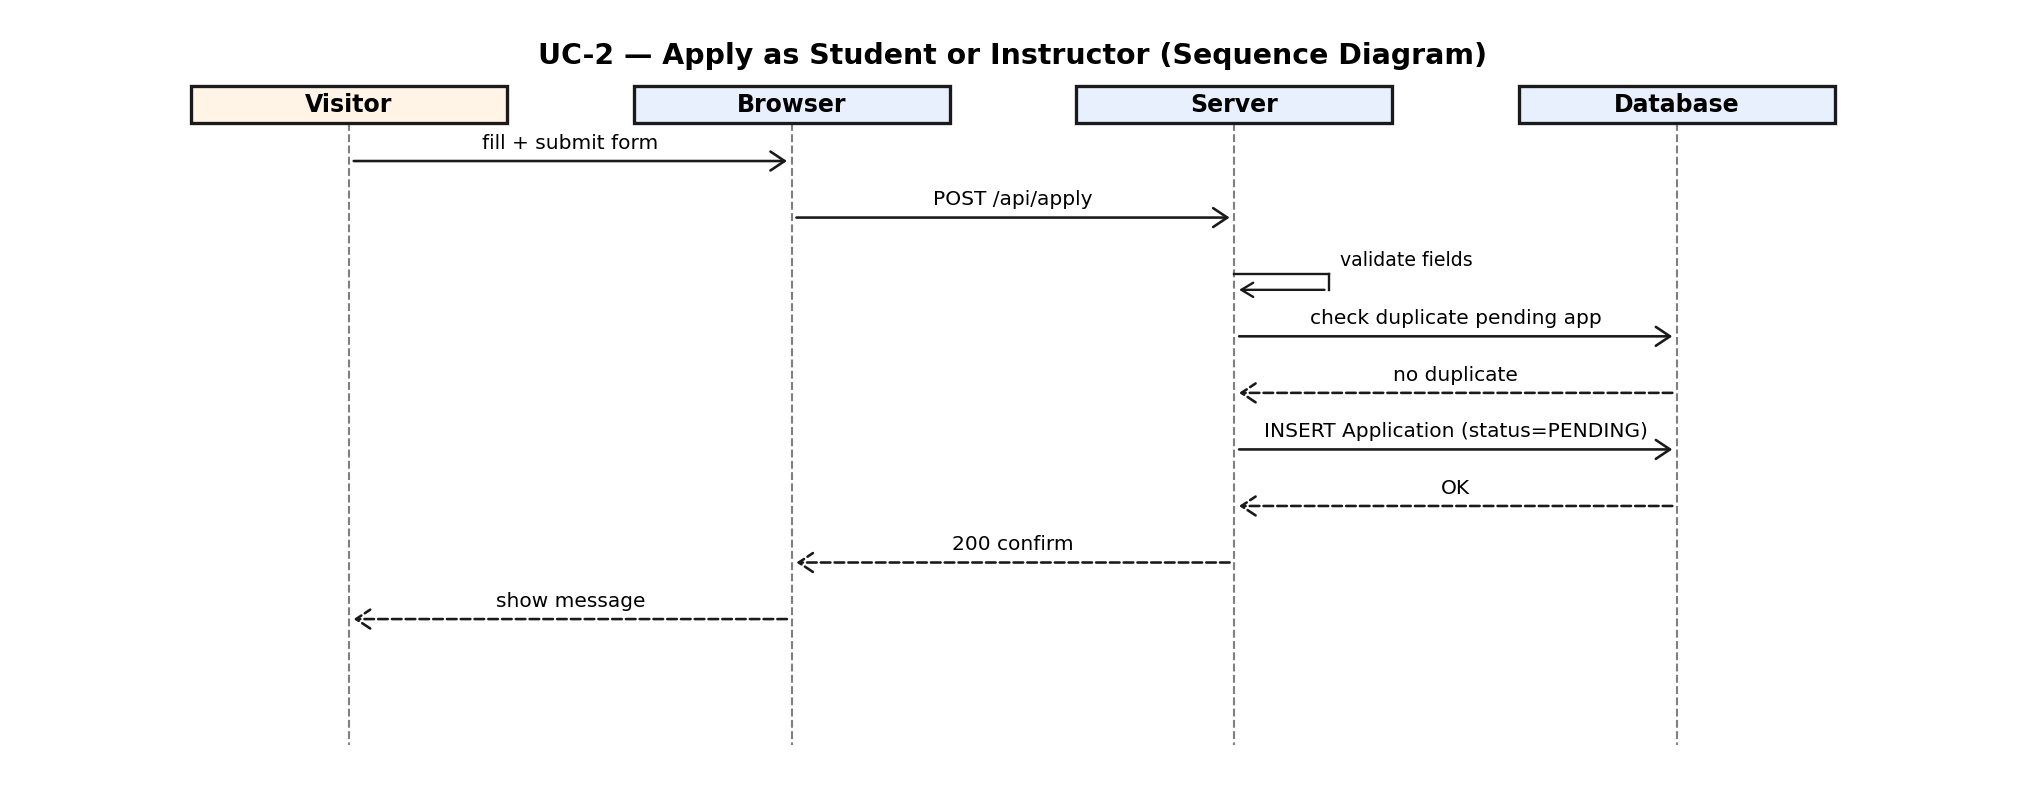 UC-2 — Apply as Student or Instructor (Sequence Diagram)
Visitor
Browser
Server
Database
fill + submit form
POST /api/apply
validate fields
check duplicate pending app
no duplicate
INSERT Application (status=PENDING)
OK
200 confirm
show message